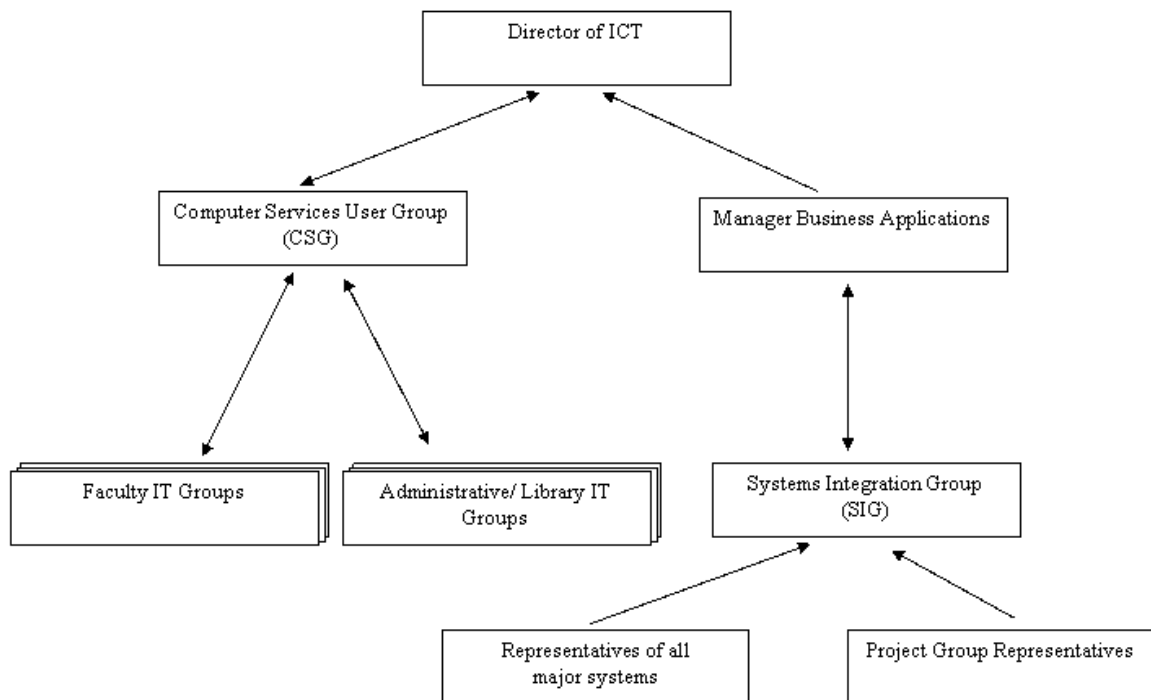 Director of ICT
Computer Services User Group
(CSG)
Manager Business Applications
Faculty IT Groups
Administrative/ Library IT
Groups
Systems Integration Group
(SIG)
Representatives of all
major systems
Project Group Representatives